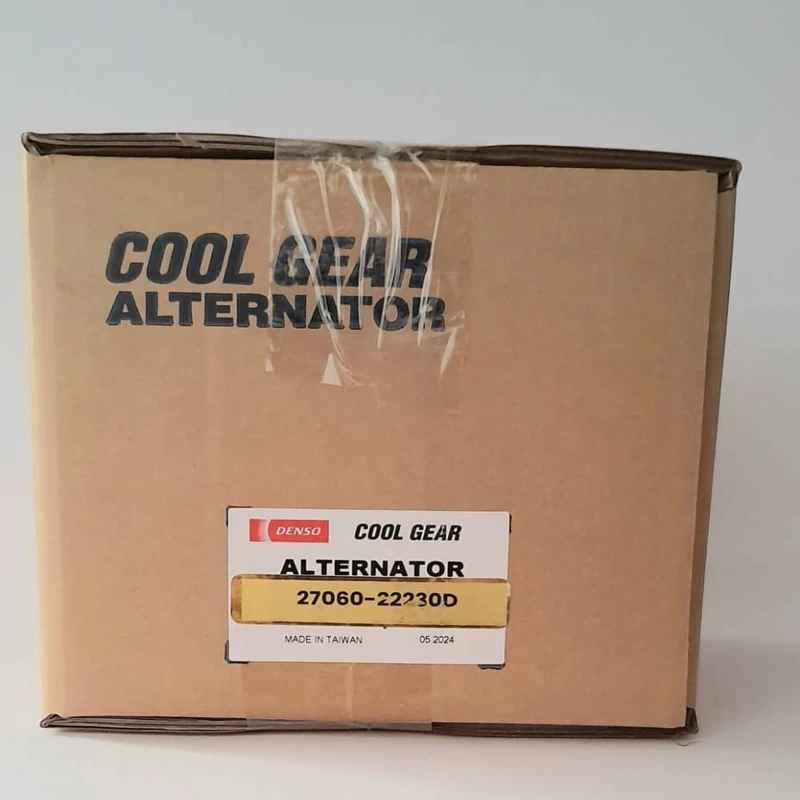 COOL GEAR
ALTERNATOR
DENSO COOL GEAR
ALTERNATOR
27060-22230D
MADE IN TAIWAN 05 2024